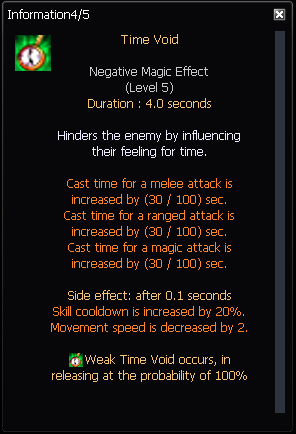 Information4/5
Time Void
Negative Magic Effect
(Level 5)
Duration : 4.0 seconds
Hinders the enemy by influencing
their feeling for time.
Cast time for a melee attack is
increased by (30 / 100) sec.
Cast time for a ranged attack is
increased by (30 / 100) sec.
Cast time for a magic attack is
increased by (30 / 100) sec.
Side effect: after 0.1 seconds
Skill cooldown is increased by 20%.
Movement speed is decreased by 2.
Weak Time Void occurs, in
releasing at the probability of 100%